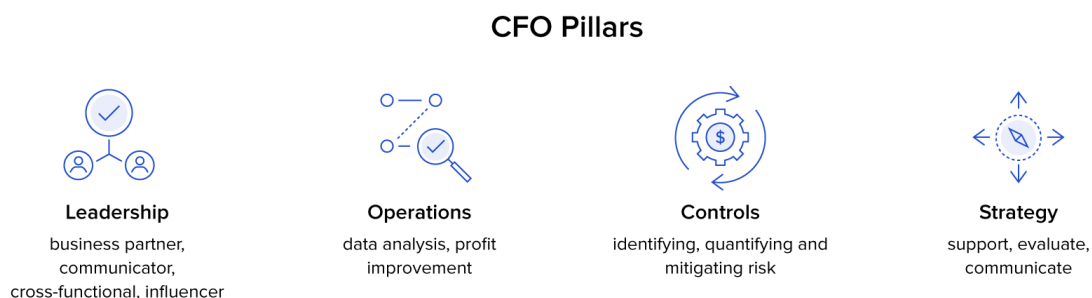 CFO Pillars
$
Leadership
business partner,
communicator,
cross-functional, influencer
Operations
data analysis, profit
improvement
Controls
identifying, quantifying and
mitigating risk
Strategy
support, evaluate,
communicate